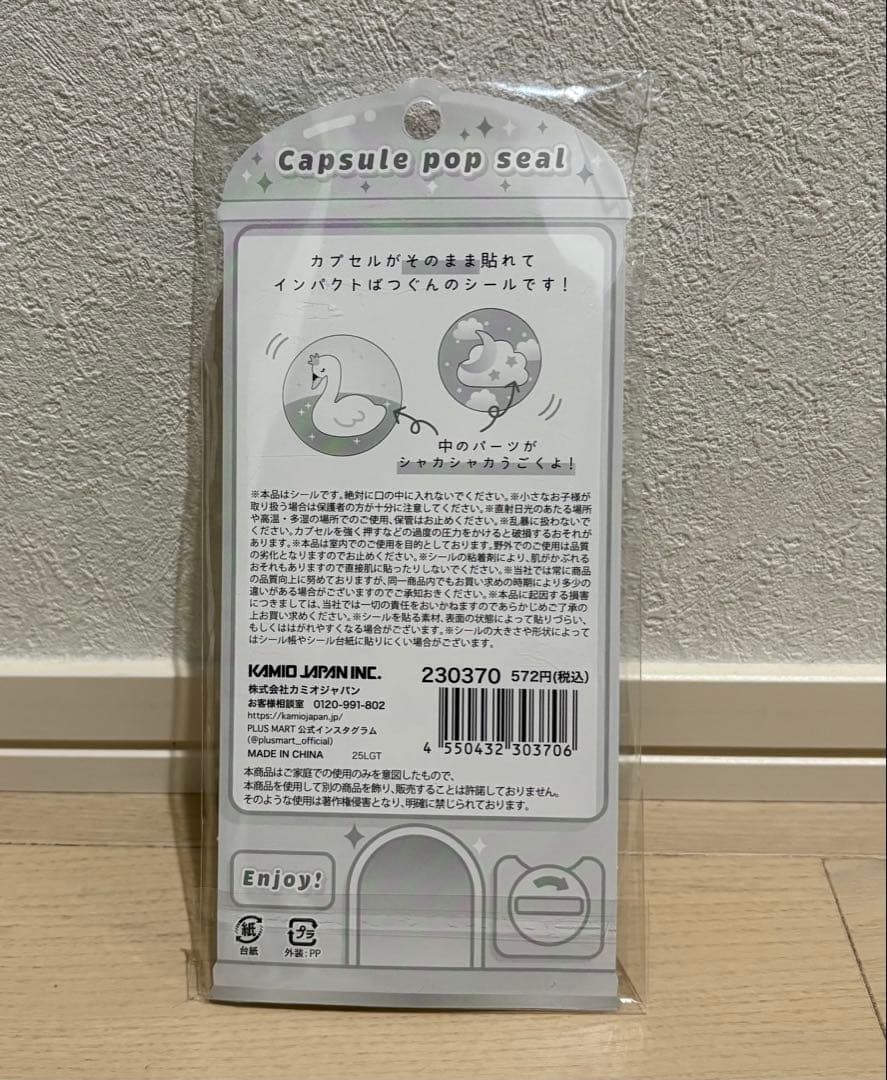 Capsule pop seal
カプセルがそのまま貼れて
インパクトばつぐんのシールです!
中のパーツが
シャカシャカうごくよ!
※本品はシールです。絶対に口の中に入れないでください。※小さなお子様が
取り扱う場合は保護者の方が十分に注意してください。※直射日光のあたる場所
や高温・多湿の場所でのご使用、保管はお止めください。※乱暴に扱わないで
ください。カプセルを強く押すなどの過度の圧力をかけると破損するおそれが
あります。※本品は室内でのご使用を目的としております。野外でのご使用は品質
の劣化となりますのでお止めください。※シールの粘着剤により、肌がかぶれる
おそれもありますので直接肌に貼ったりしないでください。※当社では常に商品
の品質向上に努めておりますが、同一商品内でもお買い求めの時期により多少の
違いがある場合がございますのでご承知おきください。※本品に起因する損害
につきましては、当社では一切の責任をおいかねますのであらかじめご了承の
上お買い求めください。※シールを貼る素材、表面の状態によって貼りづらい、
もしくははがれやすくなる場合がございます。※シールの大きさや形状によって
はシール帳やシール台紙に貼りにくい場合がございます。
KAMIO JAPAN INC.
230370 572円(税込)
株式会社カミオジャパン
お客様相談室 0120-991-802
https://kamiojapan.jp/
PLUS MART 公式インスタグラム
(@plusmart_official)
MADE IN CHINA 25LGT
4 550432 303706
本商品はご家庭での使用のみを意図したもので、
本商品を使用して別の商品を飾り、販売することは許諾しておりません。
そのような使用は著作権侵害となり、明確に禁じられております。
Enjoy!
紙
台紙
プラ
外装:PP